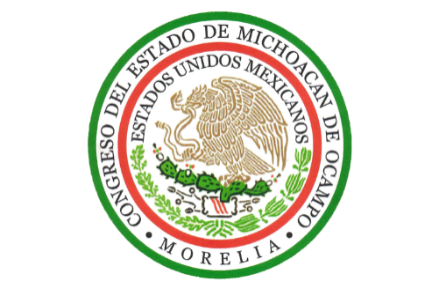 CONGRESO DEL ESTADO DE MICHOACAN DE OCAMPO
ESTADOS UNIDOS MEXICANOS
• MORELIA •